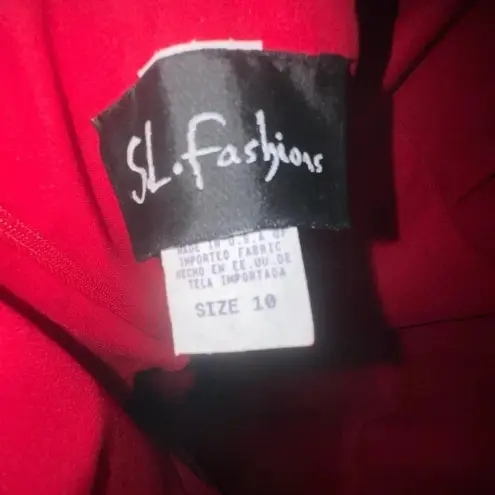 SL. Fashions
MADE IN U.S.A OF
IMPORTED FABRIC
HECHO EN EE.UU.DE
TELA IMPORTADA
SIZE 10